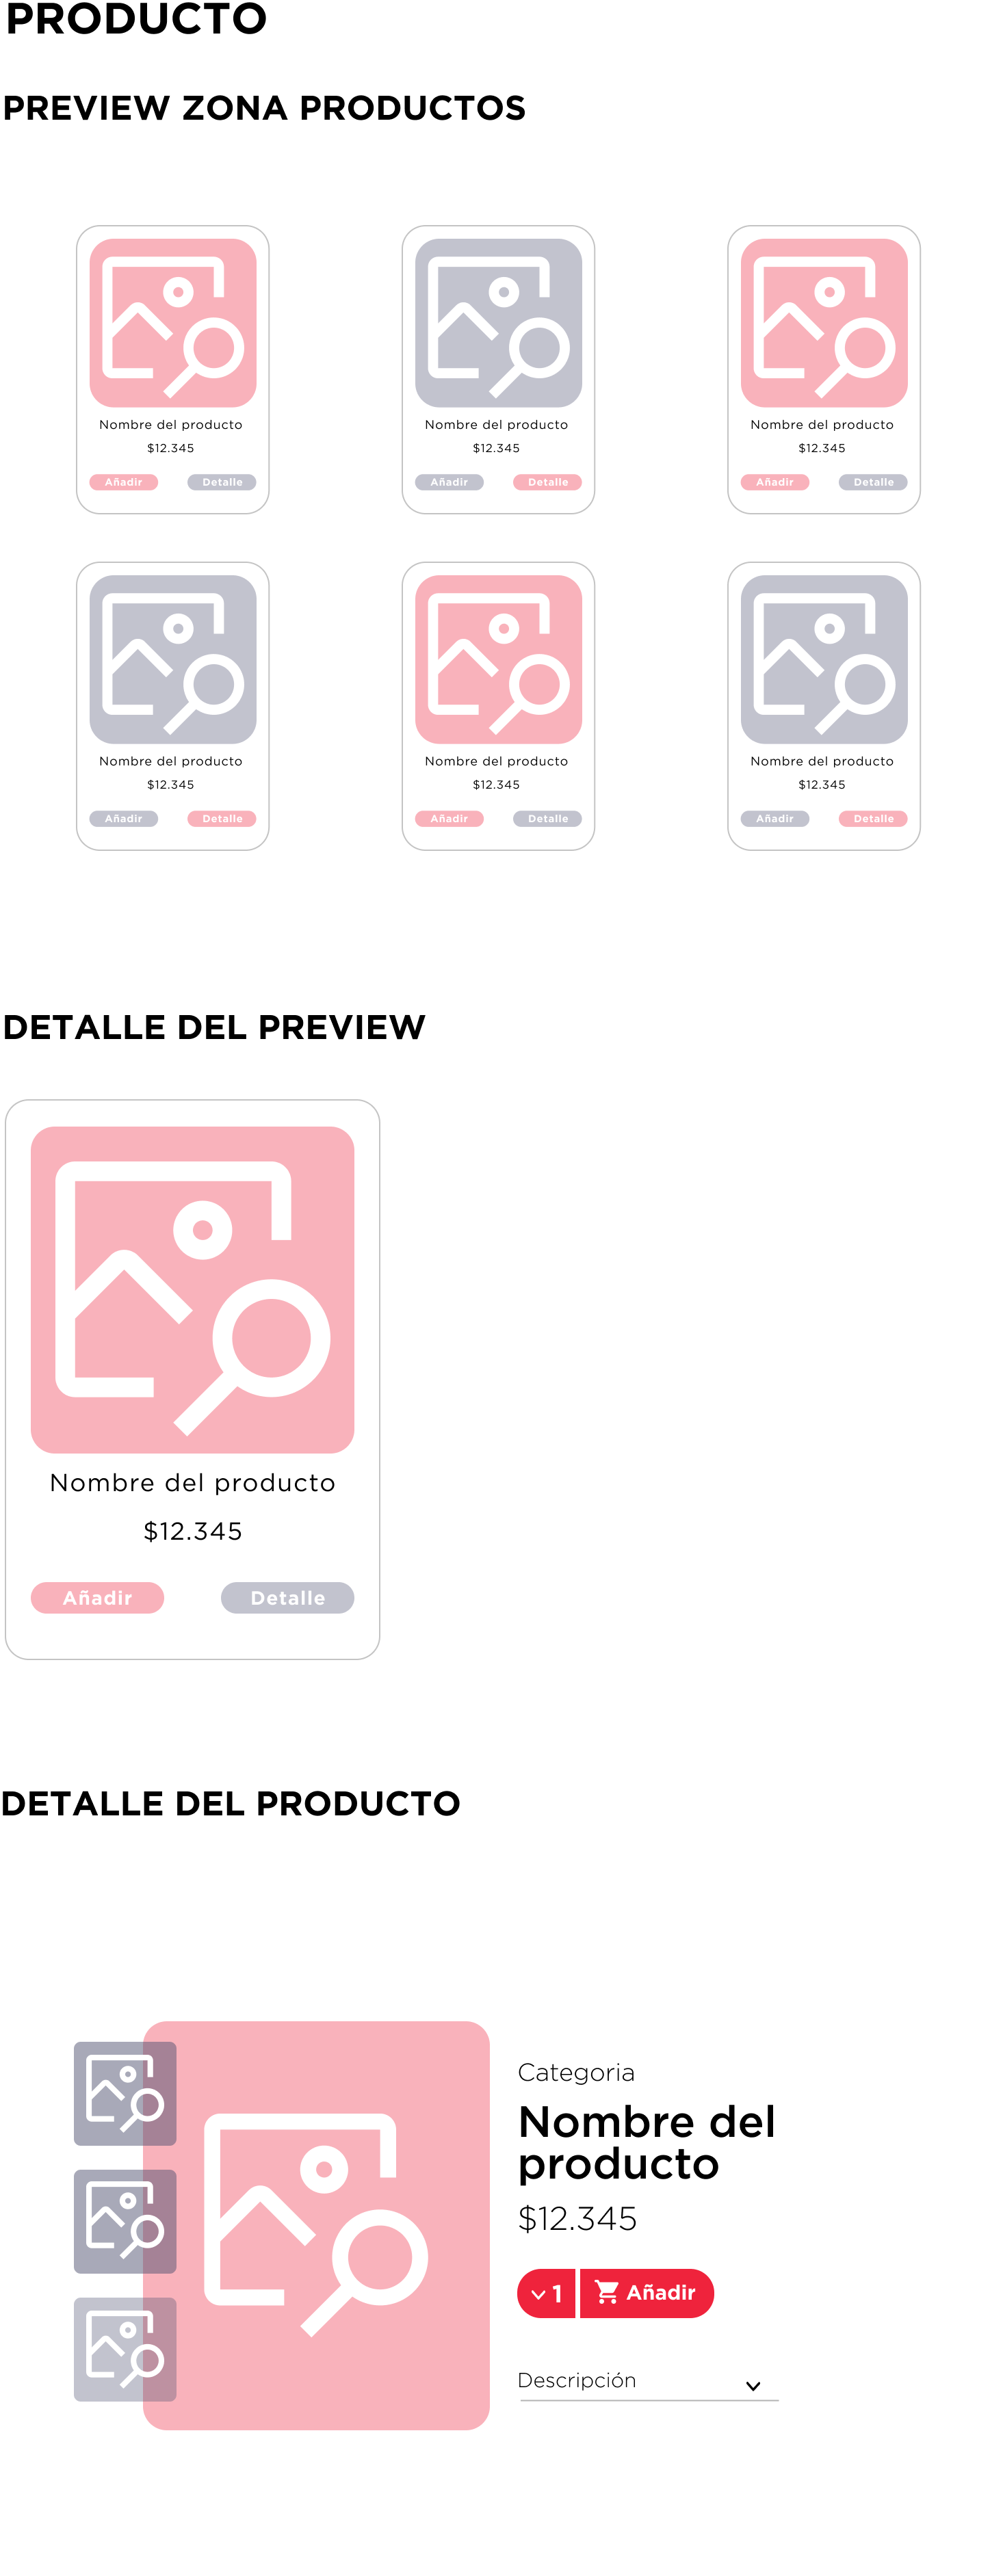 PRODUCTO
PREVIEW ZONA PRODUCTOS
Nombre del producto
$12.345
Añadir Detalle
Nombre del producto
$12.345
Añadir Detalle
Nombre del producto
$12.345
Añadir Detalle
Nombre del producto
$12.345
Añadir Detalle
Nombre del producto
$12.345
Añadir Detalle
Nombre del producto
$12.345
Añadir Detalle
DETALLE DEL PREVIEW
Nombre del producto
$12.345
Añadir Detalle
DETALLE DEL PRODUCTO
Categoria
Nombre del
producto
$12.345
1 Añadir
Descripción